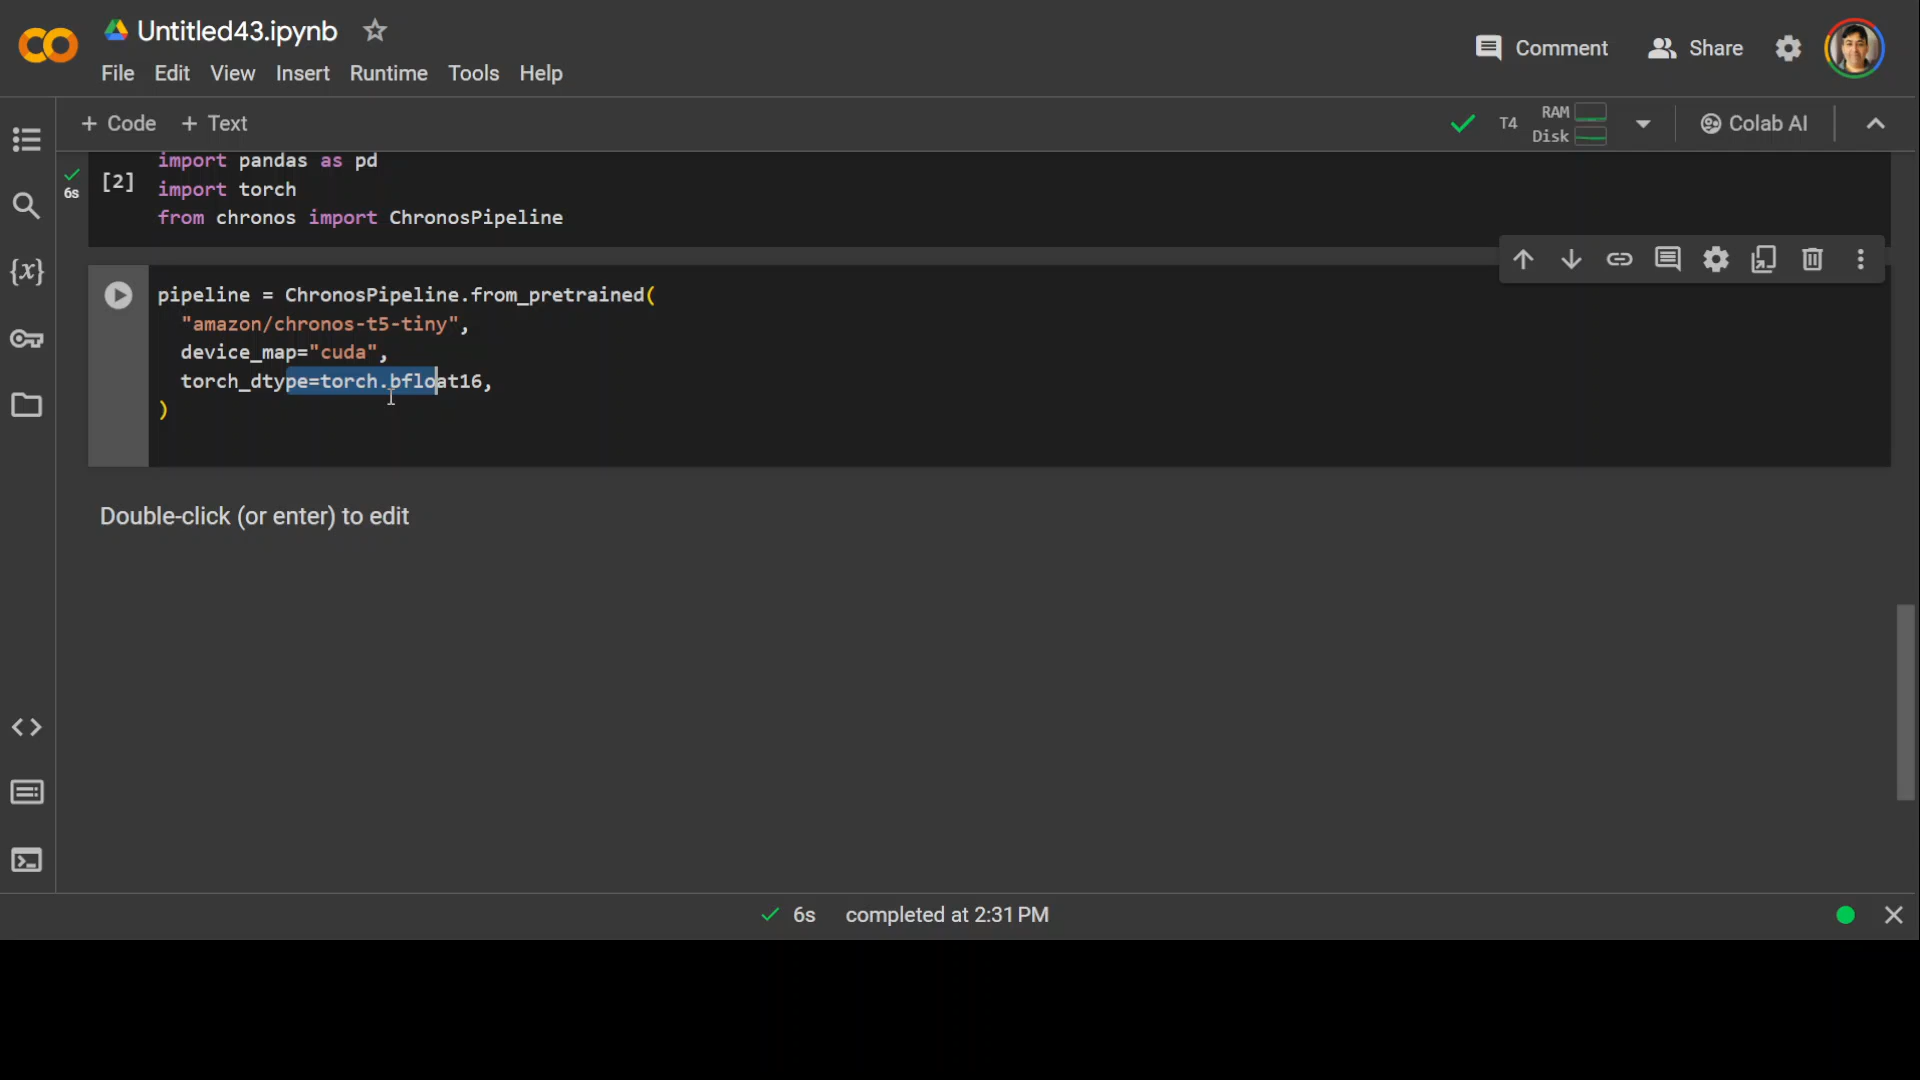 Untitled43.ipynb
Comment
Share
File Edit View Insert Runtime Tools Help
+ Code + Text
T4
RAM
Disk
Colab AI
{x}
import pandas as pd
6s
[2]
import torch
from chronos import ChronosPipeline
pipeline = ChronosPipeline.from_pretrained(
"amazon/chronos-t5-tiny",
device_map="cuda",
torch_dtype=torch.bfloat16,
)
Double-click (or enter) to edit
6s completed at 2:31 PM